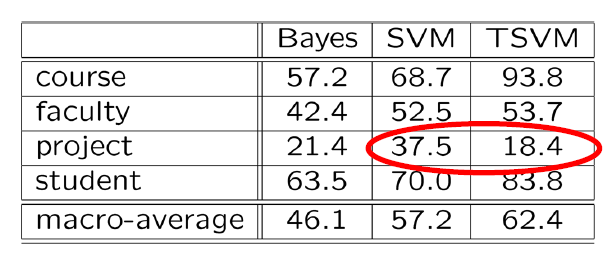 Bayes SVM TSVM
course 57.2 68.7 93.8
faculty 42.4 52.5 53.7
project 21.4 37.5 18.4
student 63.5 70.0 83.8
macro-average 46.1 57.2 62.4